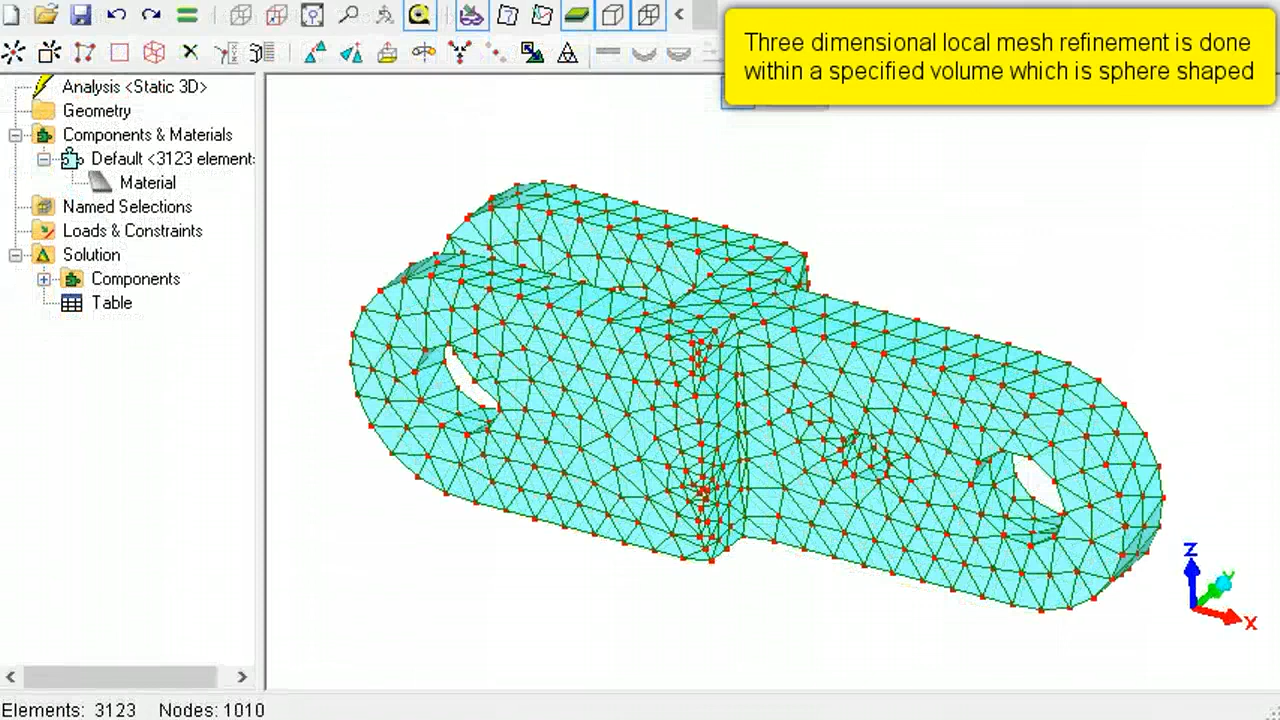 Three dimensional local mesh refinement is done
within a specified volume which is sphere shaped
Analysis <Static 3D>
Geometry
Components & Materials
Default <3123 element:
Material
Named Selections
Loads & Constraints
Solution
Components
Table
Z
Y
X
Elements: 3123 Nodes: 1010